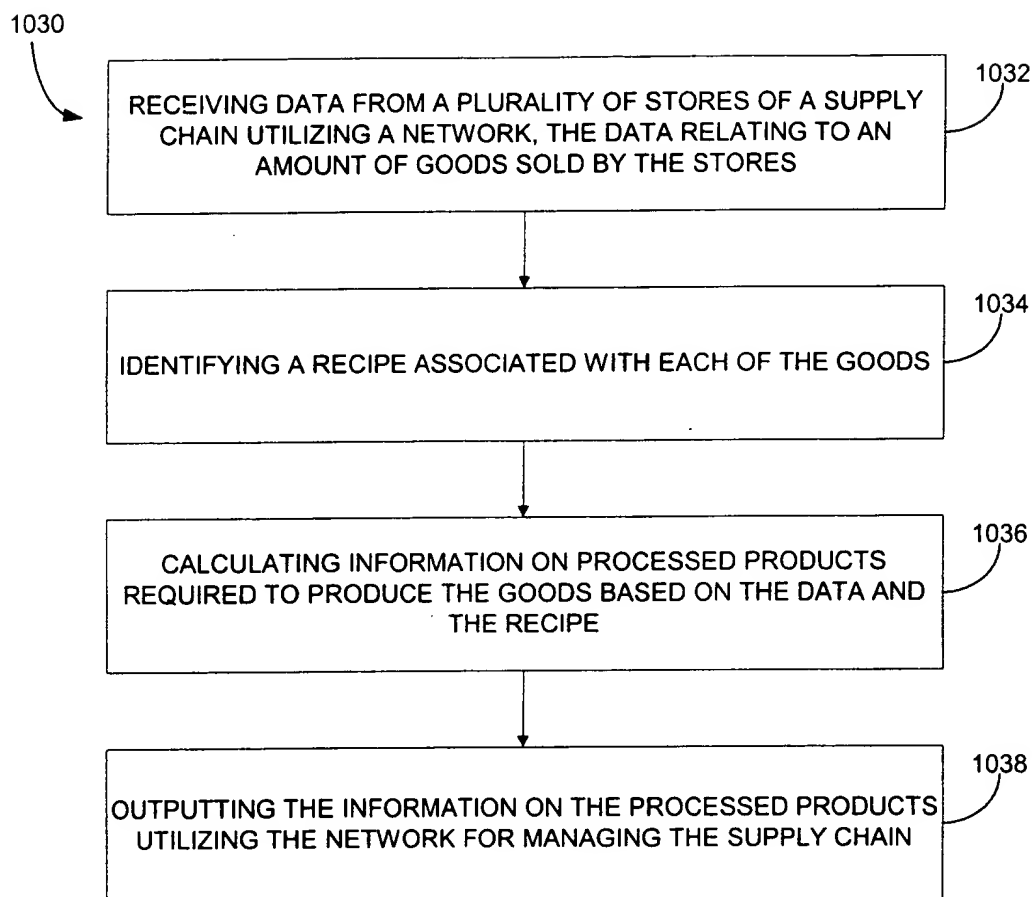 1030
1032
RECEIVING DATA FROM A PLURALITY OF STORES OF A SUPPLY
CHAIN UTILIZING A NETWORK, THE DATA RELATING TO AN
AMOUNT OF GOODS SOLD BY THE STORES
1034
IDENTIFYING A RECIPE ASSOCIATED WITH EACH OF THE GOODS
1036
CALCULATING INFORMATION ON PROCESSED PRODUCTS
REQUIRED TO PRODUCE THE GOODS BASED ON THE DATA AND
THE RECIPE
1038
OUTPUTTING THE INFORMATION ON THE PROCESSED PRODUCTS
UTILIZING THE NETWORK FOR MANAGING THE SUPPLY CHAIN